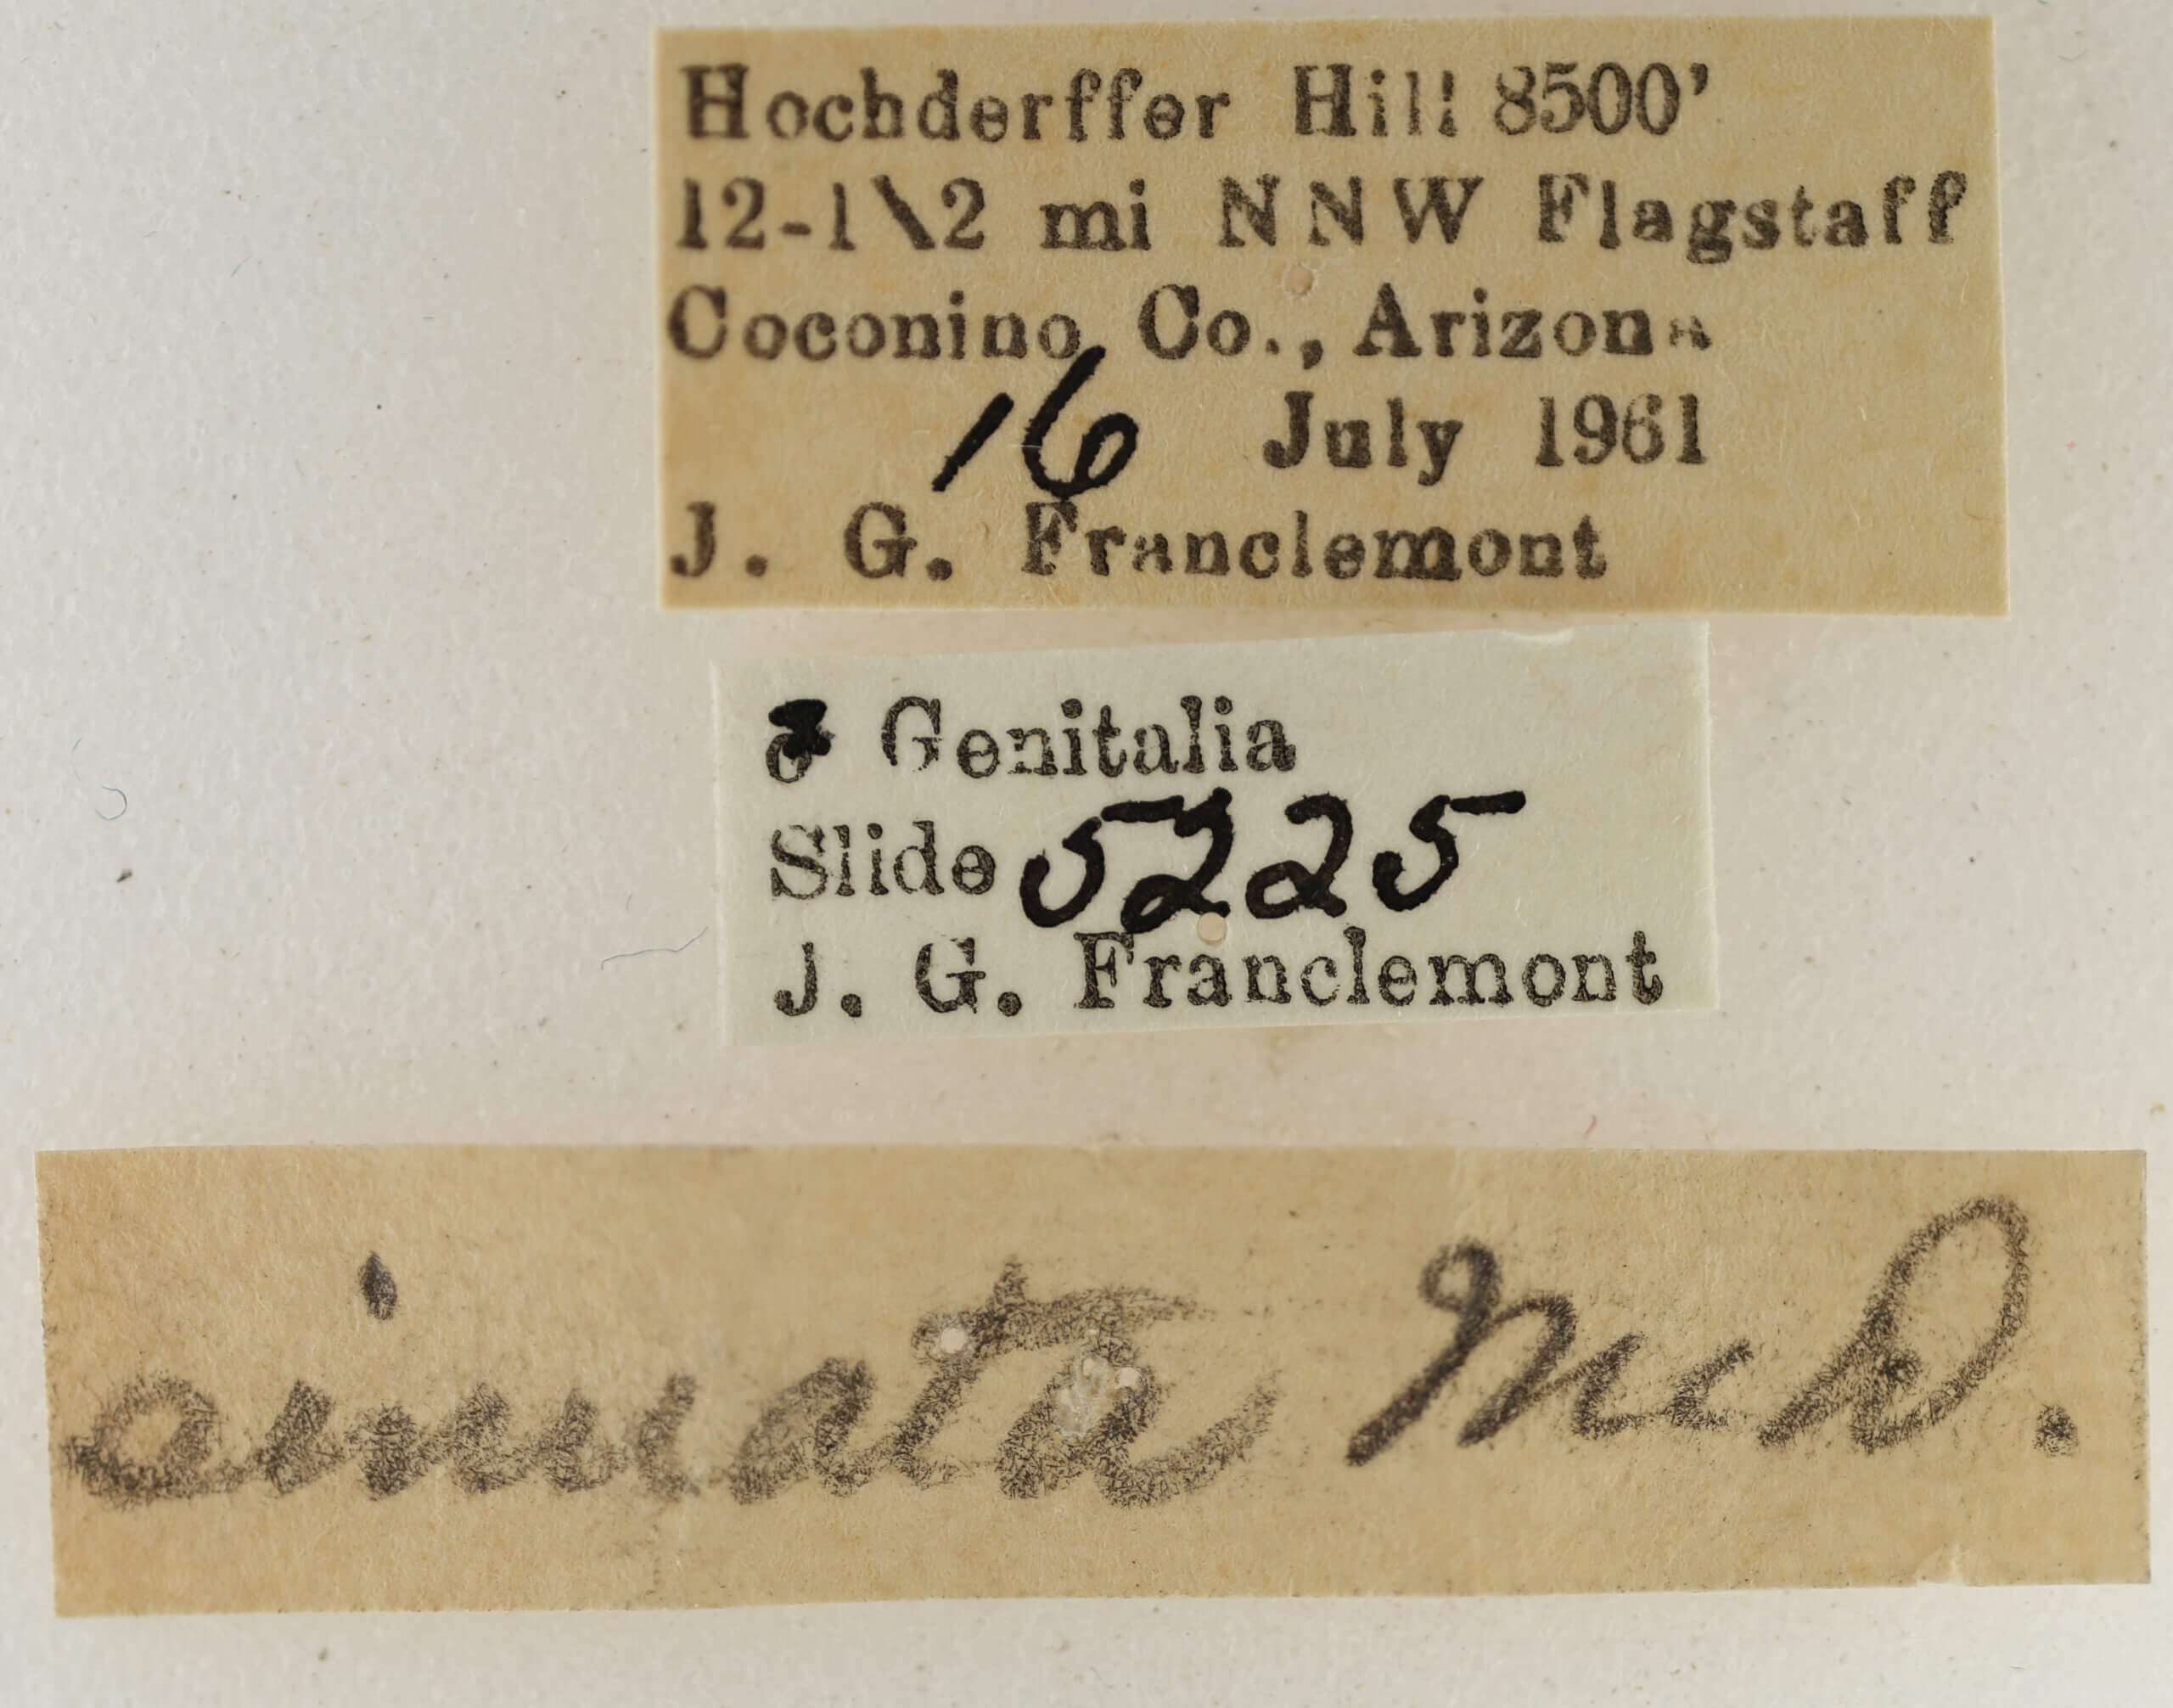 Hochderffer Hill 8500'
12-1\2 mi NNW Flagstaff
Coconino Co., Arizona
16 July 1961
J. G. Franclemont
♂ Genitalia
Slide 5225
J. G. Franclemont
sinuata McD.